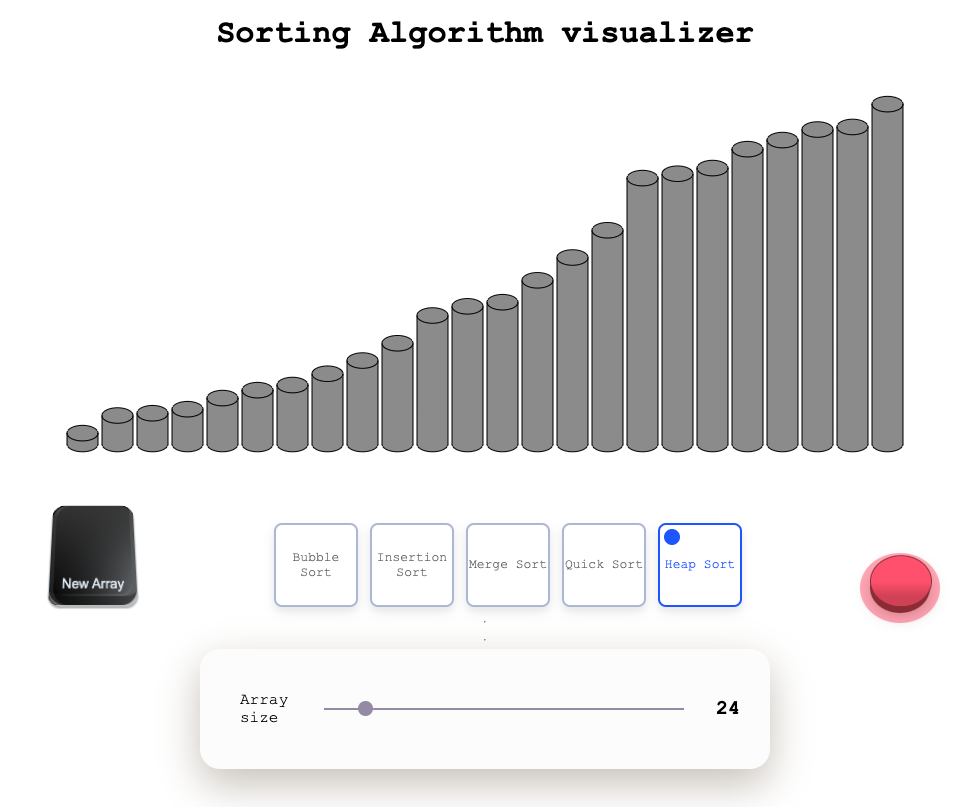 Sorting Algorithm visualizer
New Array
Bubble
Sort
Insertion
Sort
Merge Sort
Quick Sort
Heap Sort
.
.
Array
size
24